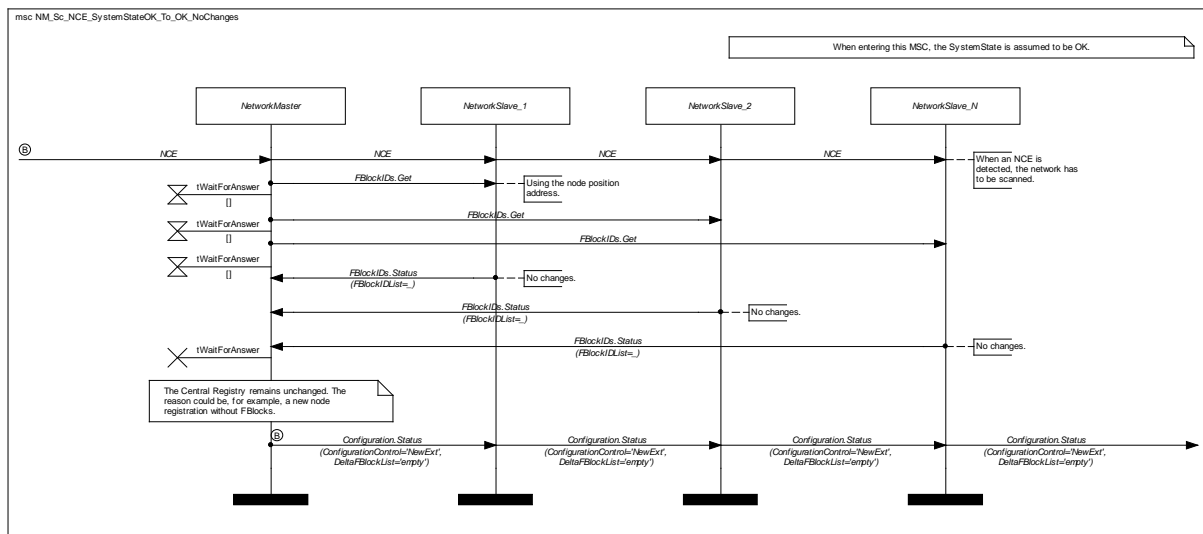 msc NM_Sc_NCE_SystemStateOK_To_OK_NoChanges
When entering this MSC, the SystemState is assumed to be OK.
NetworkMaster
NetworkSlave_1
NetworkSlave_2
NetworkSlave_N
B
NCE
NCE
NCE
NCE
When an NCE is
detected, the network has
to be scanned.
FBlockIDs.Get
Using the node position
address.
tWaitForAnswer
[]
FBlockIDs.Get
tWaitForAnswer
[]
FBlockIDs.Get
tWaitForAnswer
[]
FBlockIDs.Status
(FBlockIDList=_)
No changes.
FBlockIDs.Status
(FBlockIDList=_)
No changes.
FBlockIDs.Status
(FBlockIDList=_)
No changes.
tWaitForAnswer
The Central Registry remains unchanged. The
reason could be, for example, a new node
registration without FBlocks.
B
Configuration.Status
(ConfigurationControl='NewExt',
DeltaFBlockList='empty')
Configuration.Status
(ConfigurationControl='NewExt',
DeltaFBlockList='empty')
Configuration.Status
(ConfigurationControl='NewExt',
DeltaFBlockList='empty')
Configuration.Status
(ConfigurationControl='NewExt',
DeltaFBlockList='empty')